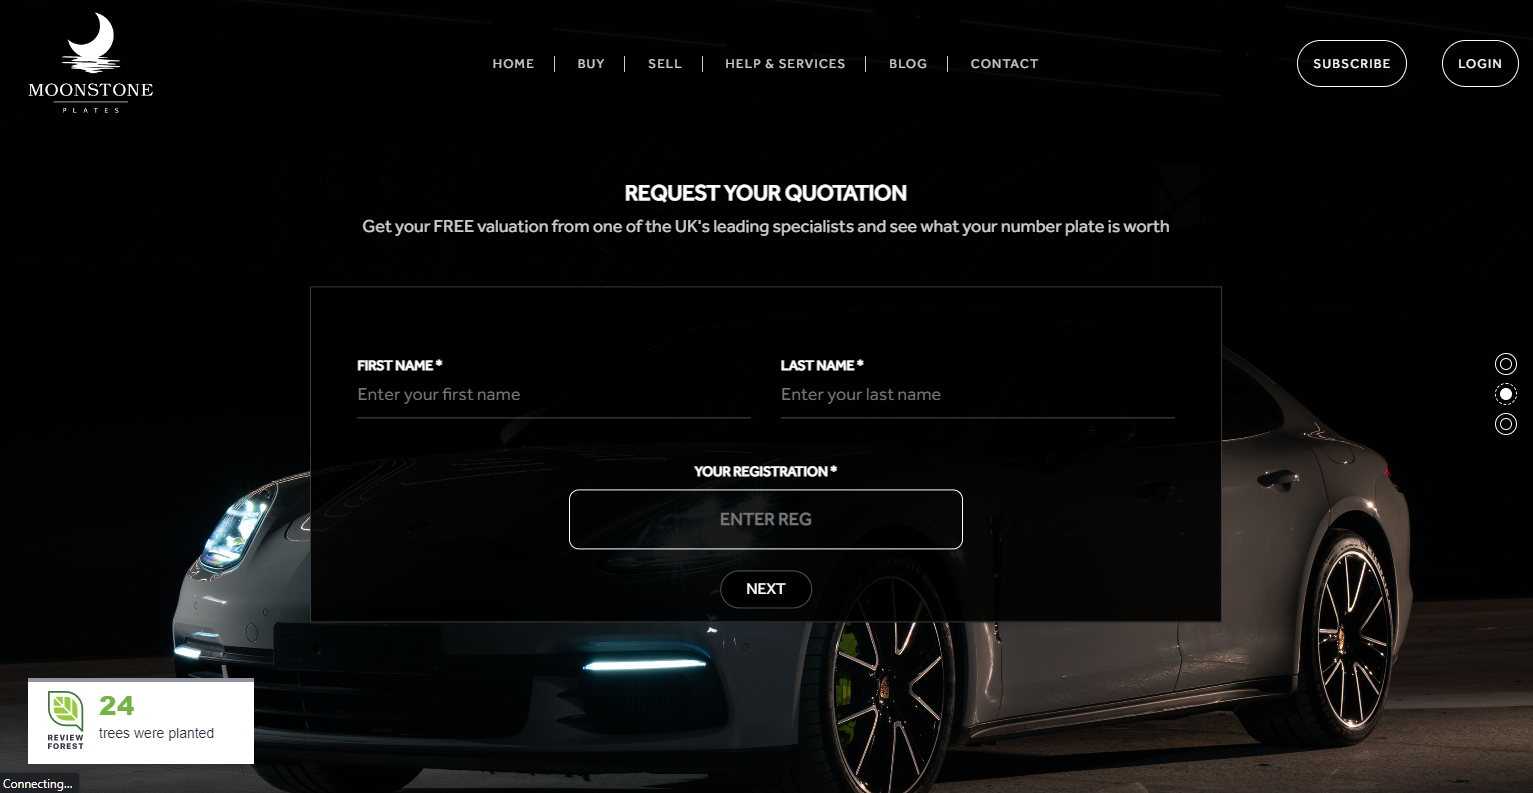 MOONSTONE
PLATES
HOME
BUY
SELL
HELP & SERVICES
BLOG
CONTACT
SUBSCRIBE
LOGIN
REQUEST YOUR QUOTATION
Get your FREE valuation from one of the UK's leading specialists and see what your number plate is worth
FIRST NAME *
Enter your first name
LAST NAME *
Enter your last name
YOUR REGISTRATION *
ENTER REG
NEXT
24
trees were planted
REVIEW
FOREST
Connecting...